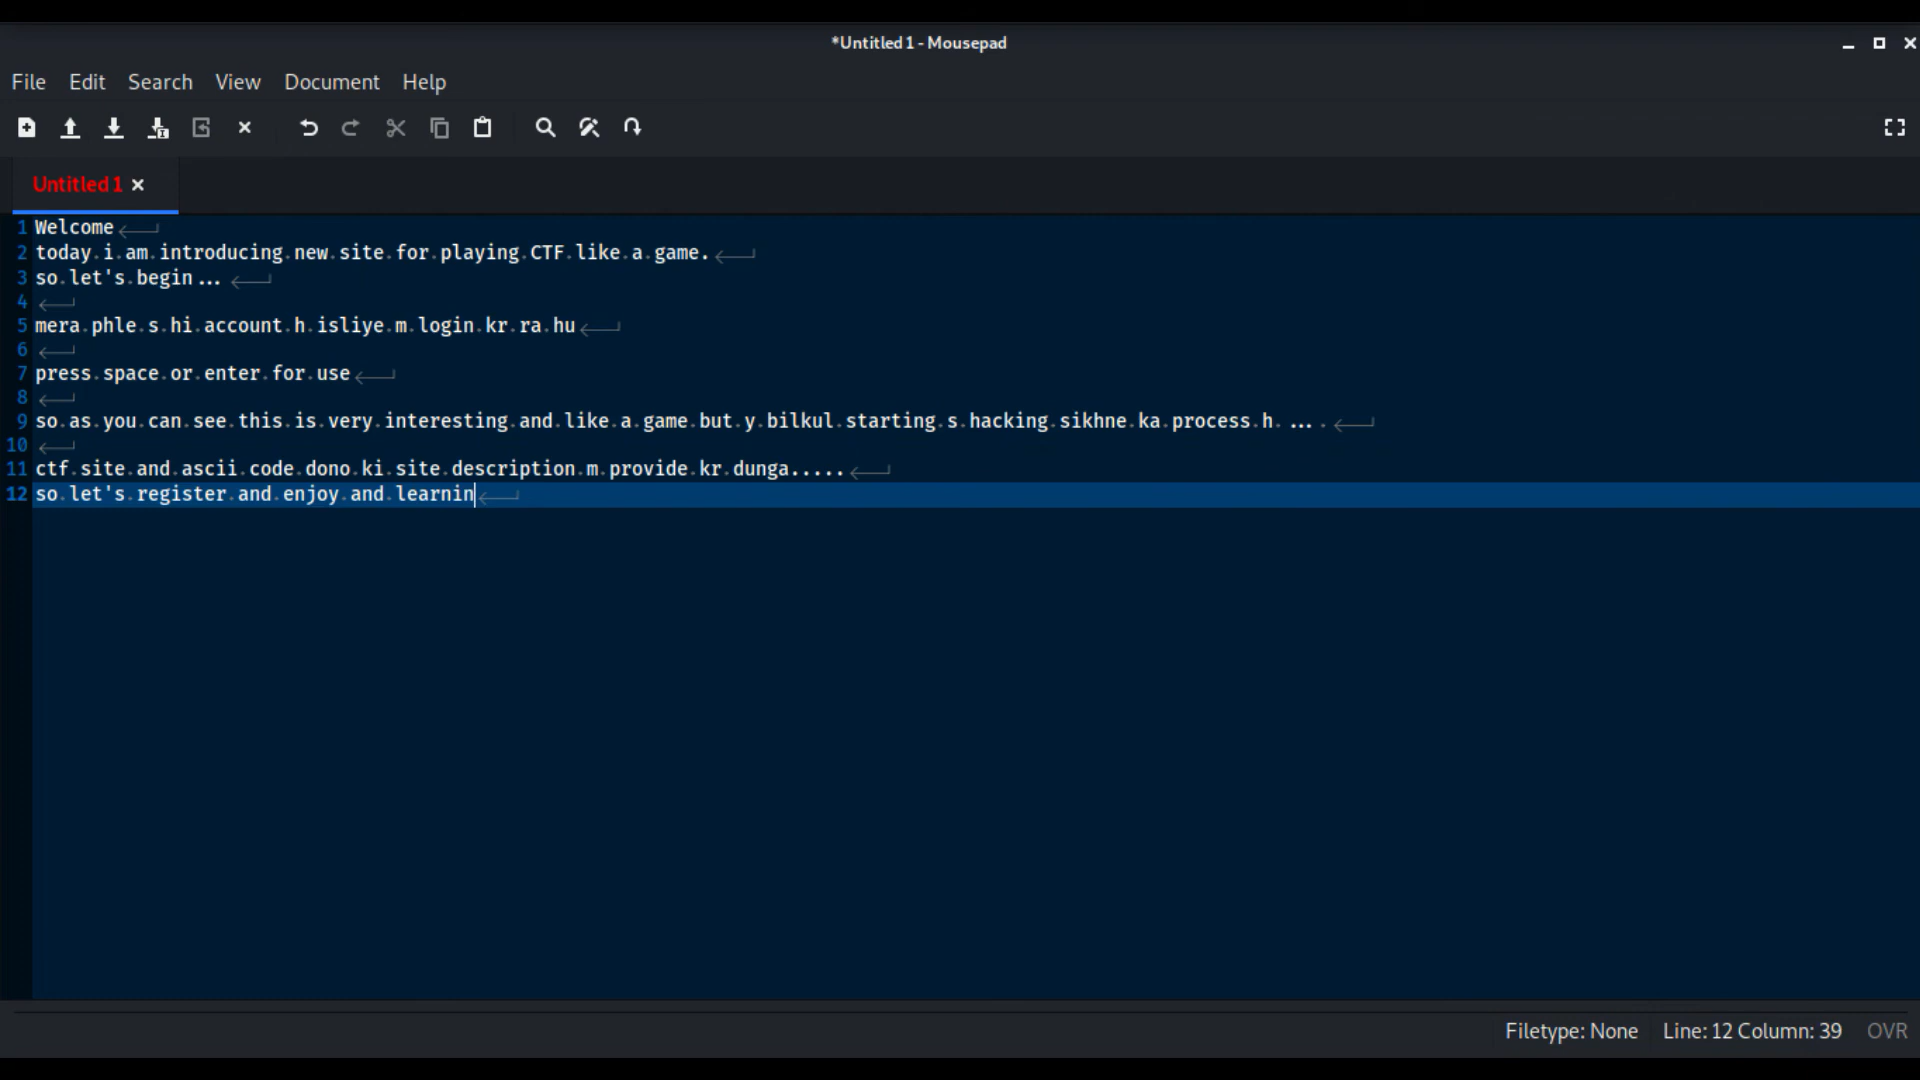 *Untitled 1 - Mousepad
File Edit Search View Document Help
Untitled 1
1 Welcome
2 today i am introducing new site for playing CTF like a game.
3 so let's begin...
4
5 mera phle s hi account h isliye m login kr ra hu
6
7 press space or enter for use
8
9 so as you can see this is very interesting and like a game but y bilkul starting s hacking sikhne ka process h ... .
10
11 ctf site and ascii code dono ki site description m provide kr dunga.....
12 so let's register and enjoy and learnin
Filetype: None Line: 12 Column: 39 OVR